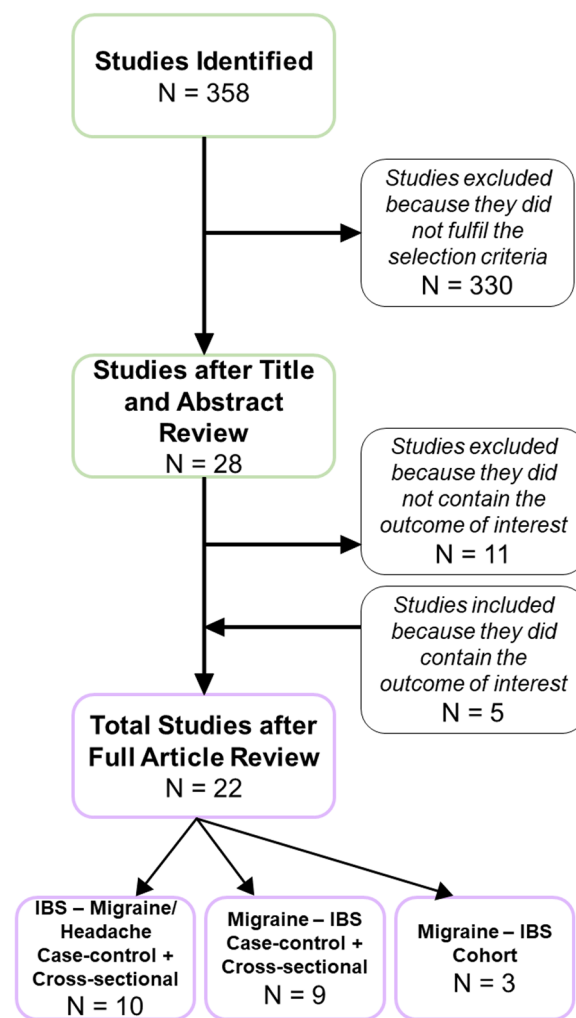 Studies Identified
N = 358
Studies excluded
because they did
not fulfil the
selection criteria
N = 330
Studies after Title
and Abstract
Review
N = 28
Studies excluded
because they did
not contain the
outcome of interest
N = 11
Studies included
because they did
contain the
outcome of interest
N = 5
Total Studies after
Full Article Review
N = 22
IBS – Migraine/
Headache
Case-control +
Cross-sectional
N = 10
Migraine – IBS
Case-control +
Cross-sectional
N = 9
Migraine – IBS
Cohort
N = 3